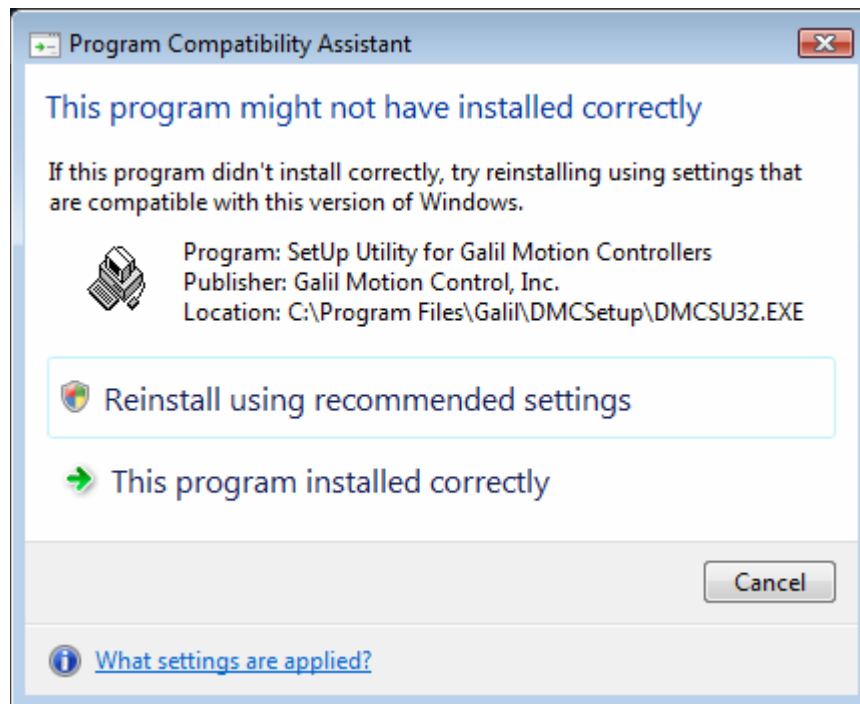 Program Compatibility Assistant
This program might not have installed correctly
If this program didn't install correctly, try reinstalling using settings that
are compatible with this version of Windows.
Program: SetUp Utility for Galil Motion Controllers
Publisher: Galil Motion Control, Inc.
Location: C:\Program Files\Galil\DMCSetup\DMCSU32.EXE
Reinstall using recommended settings
This program installed correctly
Cancel
What settings are applied?